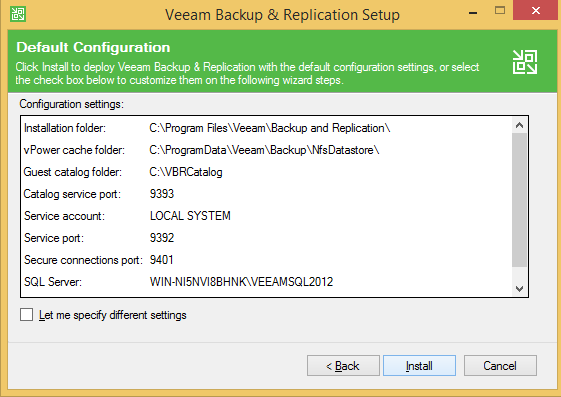 Veeam Backup & Replication Setup
Default Configuration
Click Install to deploy Veeam Backup & Replication with the default configuration settings, or select
the check box below to customize them on the following wizard steps.
Configuration settings:
Installation folder: C:\Program Files\Veeam\Backup and Replication\
vPower cache folder: C:\ProgramData\Veeam\Backup\NfsDatastore\
Guest catalog folder: C:\VBRCatalog
Catalog service port: 9393
Service account: LOCAL SYSTEM
Service port: 9392
Secure connections port: 9401
SQL Server: WIN-NI5NVI8BHNK\VEEAMSQL2012
Let me specify different settings
< Back Install Cancel